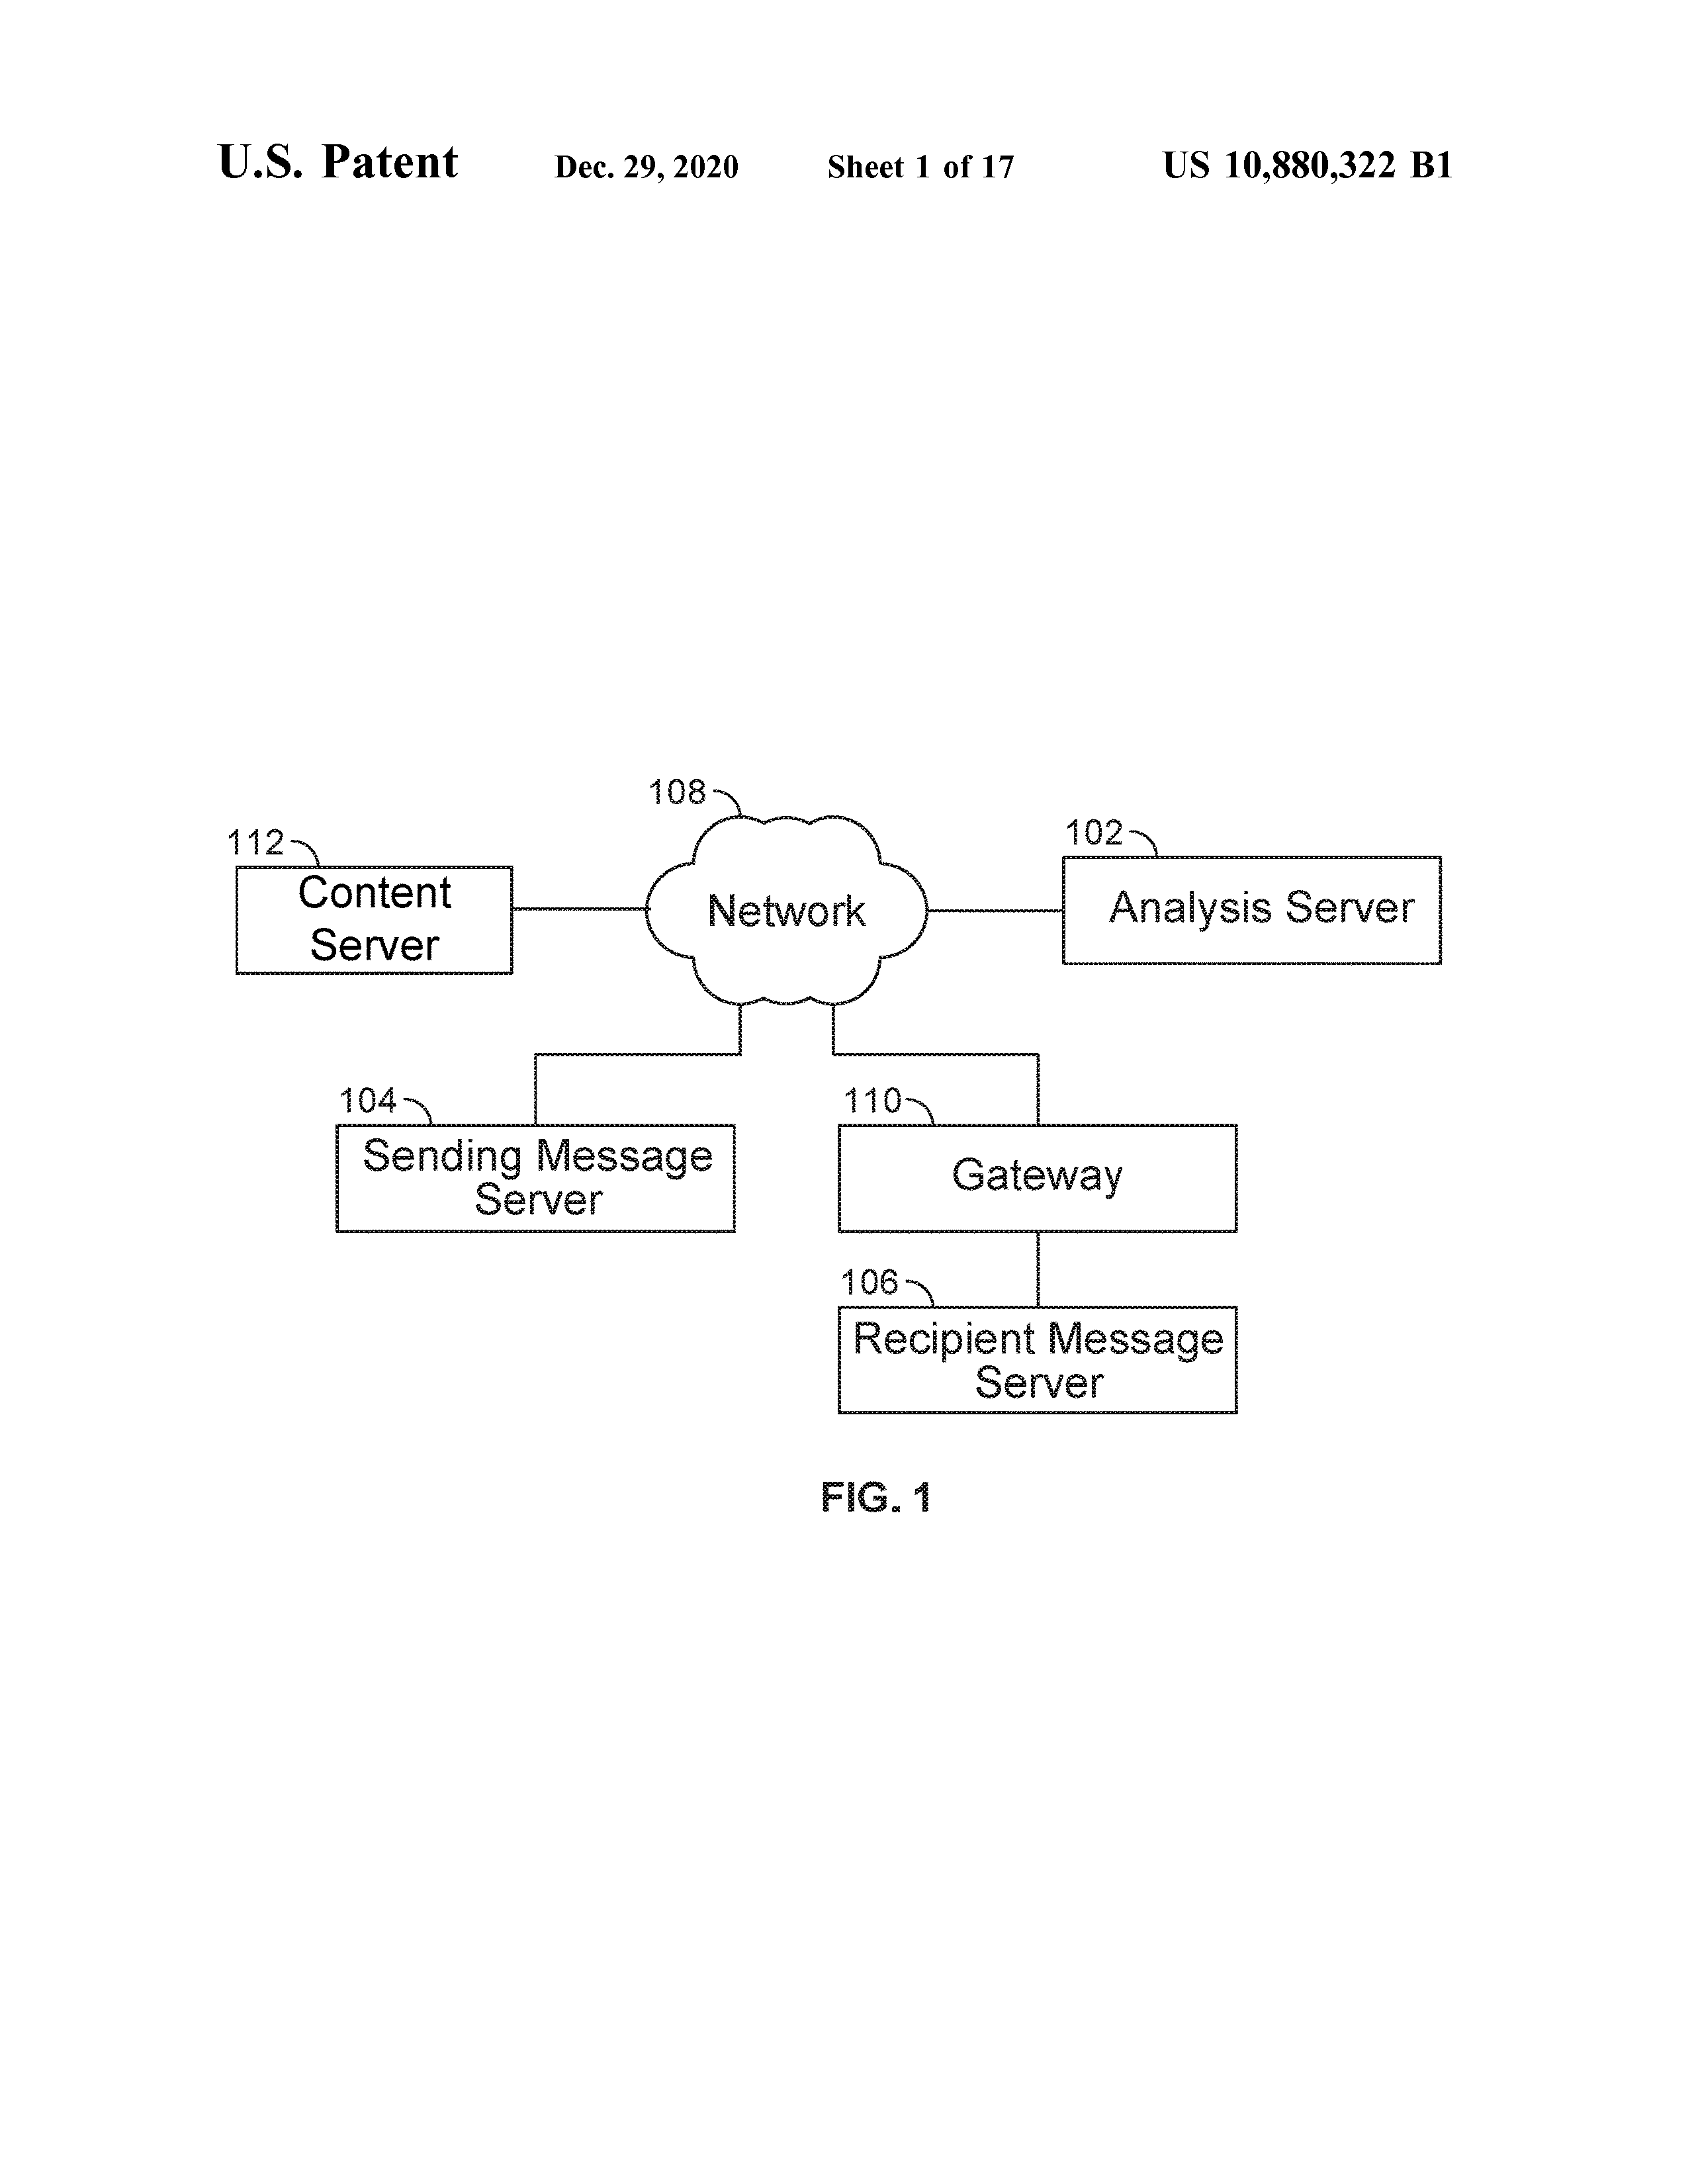 U.S. Patent Dec. 29, 2020 Sheet 1 of 17 US 10,880,322 B1
108
112
102
Content
Server
Network
Analysis Server
104
110
Sending Message
Server
Gateway
106
Recipient Message
Server
FIG. 1